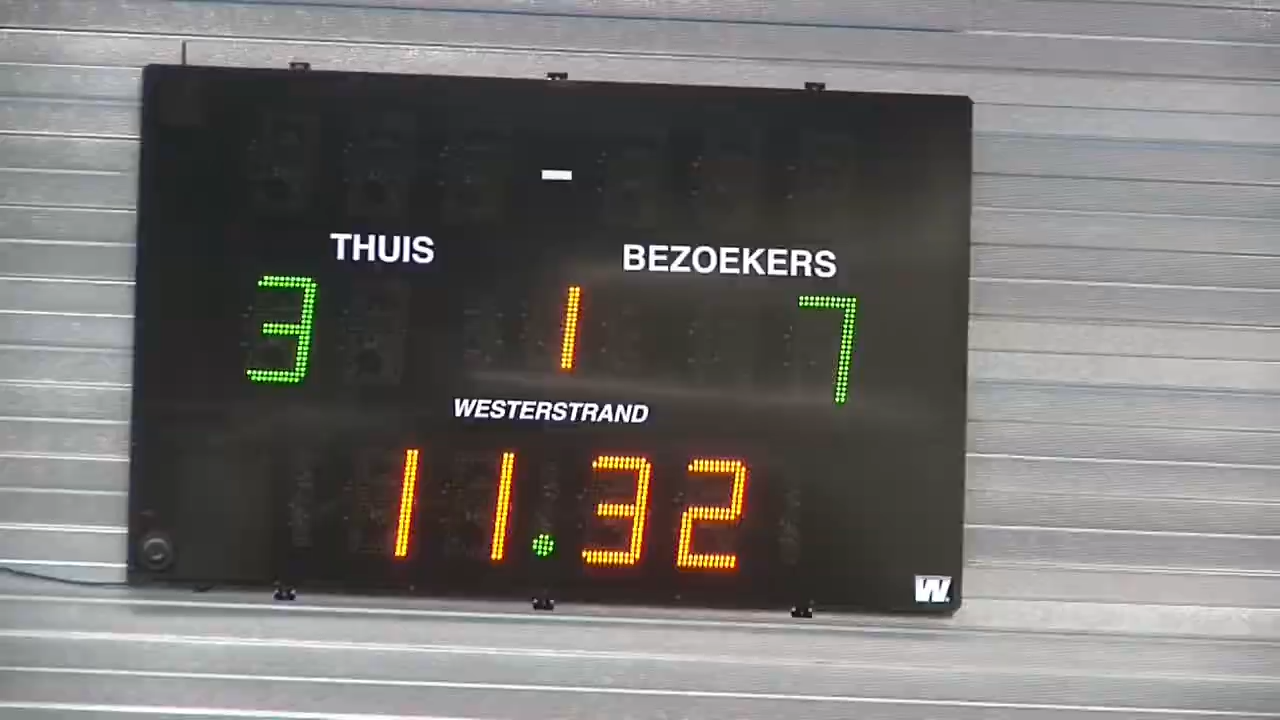 -
THUIS BEZOEKERS
3 1 7
WESTERSTRAND
11.32
W.